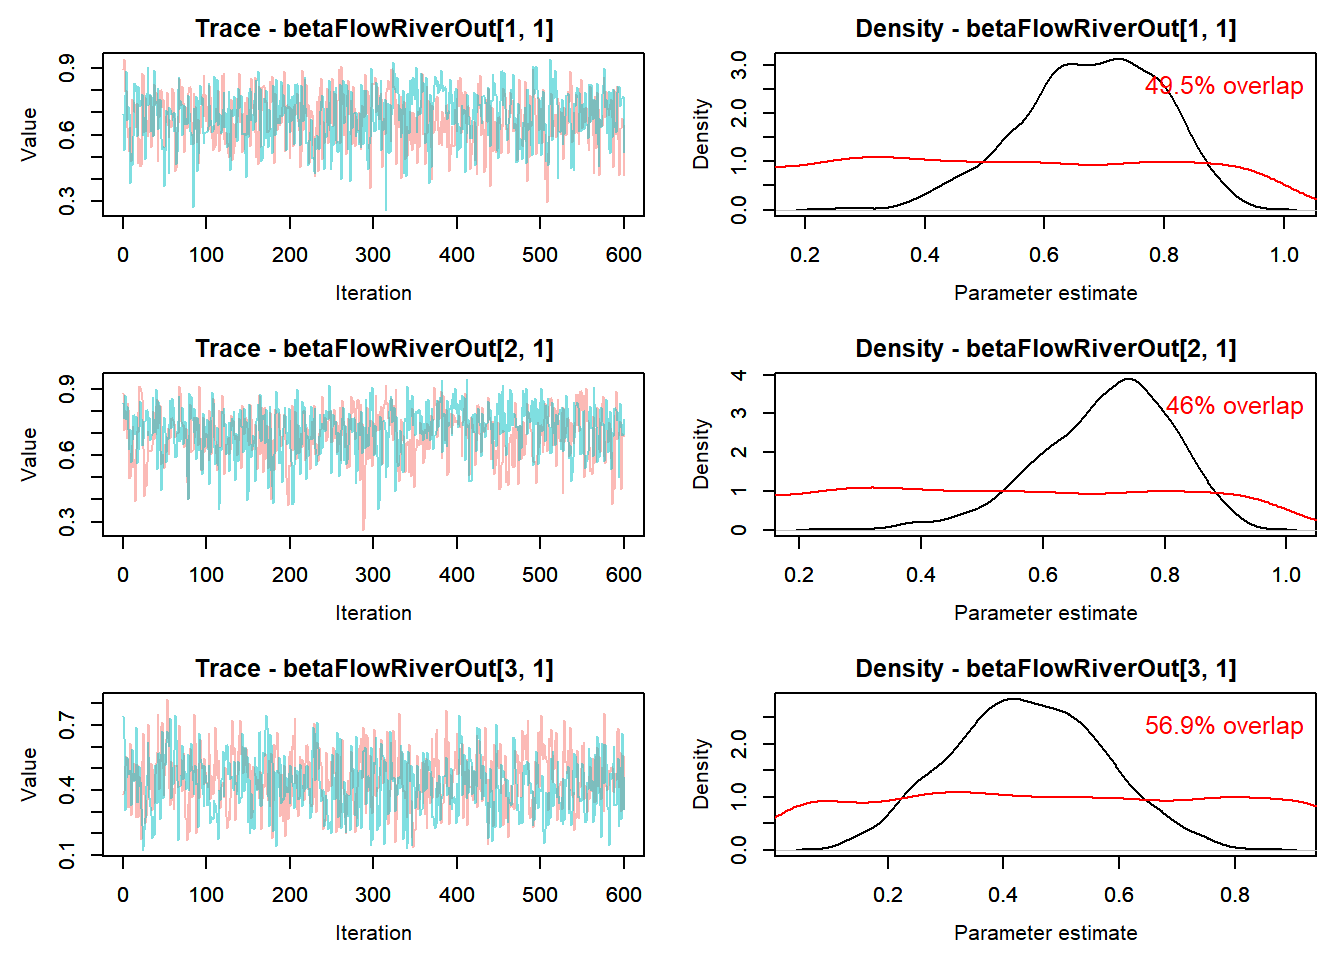 Trace - betaFlowRiverOut[1, 1]
Value
0.3 0.6 0.9
0 100 200 300 400 500 600
Iteration
Density - betaFlowRiverOut[1, 1]
49.5% overlap
Density
0.0 1.0 2.0 3.0
0.2 0.4 0.6 0.8 1.0
Parameter estimate
Trace - betaFlowRiverOut[2, 1]
Value
0.3 0.6 0.9
0 100 200 300 400 500 600
Iteration
Density - betaFlowRiverOut[2, 1]
46% overlap
Density
0 1 2 3 4
0.2 0.4 0.6 0.8 1.0
Parameter estimate
Trace - betaFlowRiverOut[3, 1]
Value
0.1 0.4 0.7
0 100 200 300 400 500 600
Iteration
Density - betaFlowRiverOut[3, 1]
56.9% overlap
Density
0.0 1.0 2.0
0.2 0.4 0.6 0.8
Parameter estimate